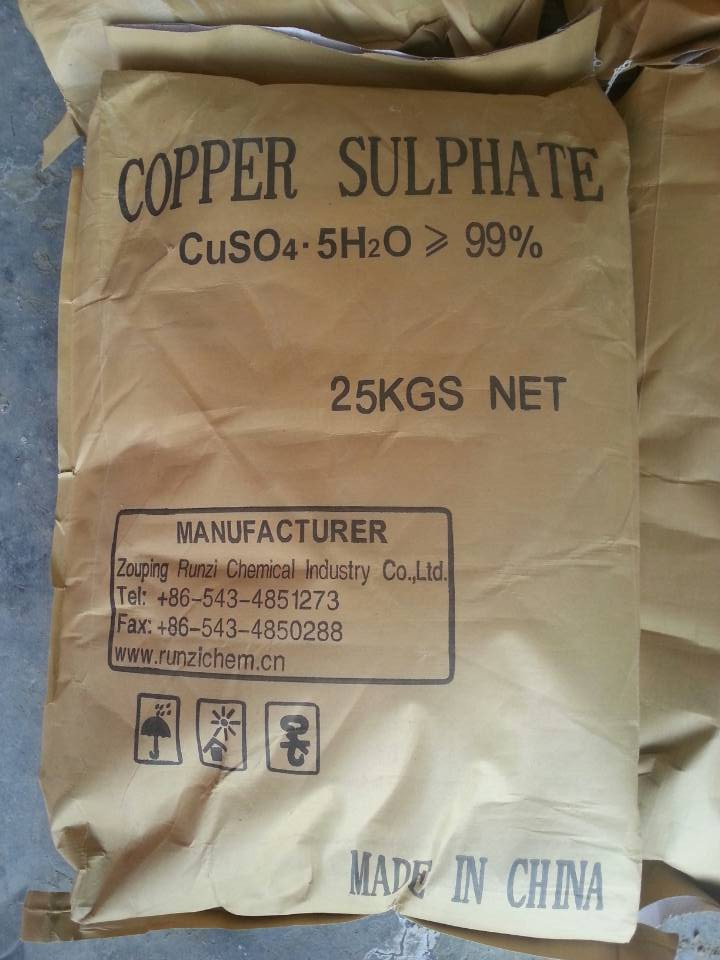 COPPER SULPHATE
CuSO4·5H2O ⩾ 99%
25KGS NET
MANUFACTURER
Zouping Runzi Chemical Industry Co.,Ltd.
Tel: +86-543-4851273
Fax: +86-543-4850288
www.runzichem.cn
MADE IN CHINA